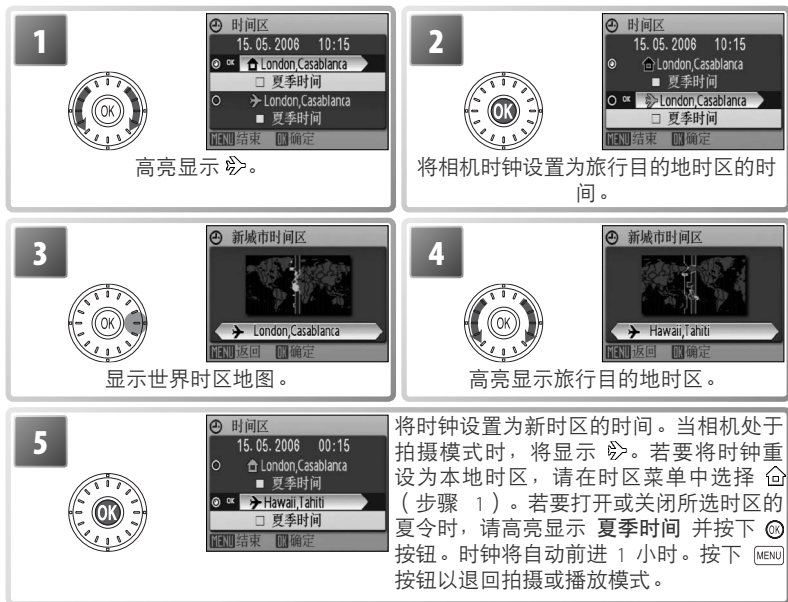 1
时间区
15.05.2006 10:15
OK London,Casablanca
夏季时间
London,Casablanca
夏季时间
MENU结束 OK确定
OK
高亮显示 。
2
时间区
15.05.2006 10:15
London,Casablanca
夏季时间
OK London,Casablanca
夏季时间
MENU结束 OK确定
OK
将相机时钟设置为旅行目的地时区的时
间。
3
新城市时间区
London,Casablanca
MENU返回 OK确定
OK
显示世界时区地图。
4
新城市时间区
Hawaii,Tahiti
MENU返回 OK确定
OK
高亮显示旅行目的地时区。
5
时间区
15.05.2006 00:15
London,Casablanca
夏季时间
OK Hawaii,Tahiti
夏季时间
MENU结束 OK确定
OK
将时钟设置为新时区的时间。当相机处于
拍摄模式时，将显示 。若要将时钟重
设为本地时区，请在时区菜单中选择
（步骤 1）。若要打开或关闭所选时区的
夏令时，请高亮显示 夏季时间 并按下 OK
按钮。时钟将自动前进 1 小时。按下 MENU
按钮以退回拍摄或播放模式。